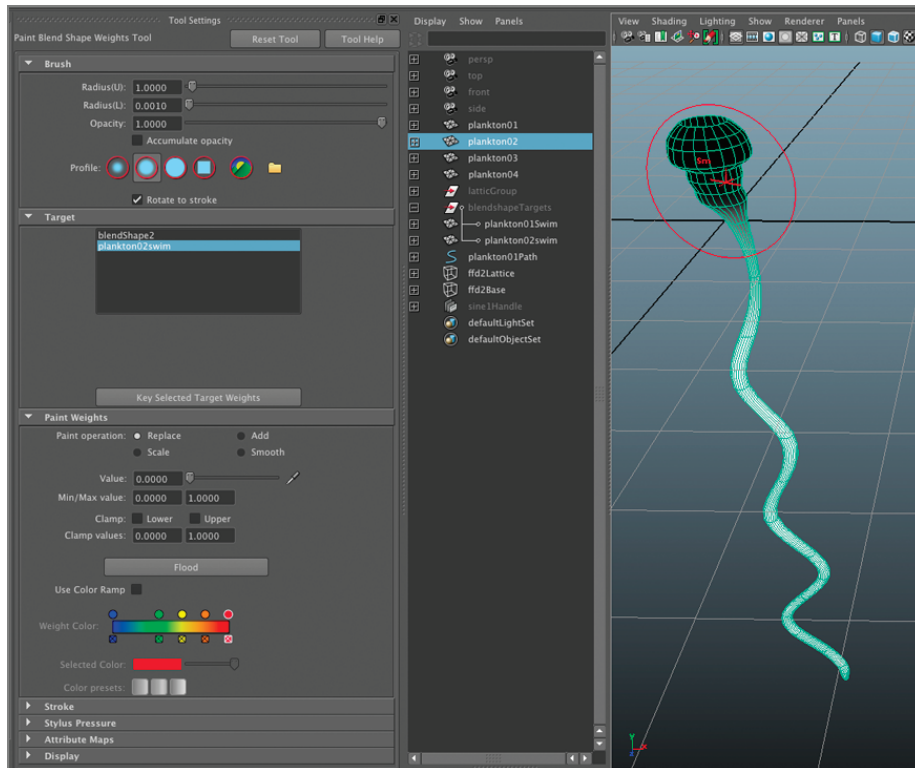 Tool Settings
Paint Blend Shape Weights Tool
Reset Tool
Tool Help
Brush
Radius(U): 1.0000
Radius(L): 0.0010
Opacity: 1.0000
Accumulate opacity
Profile:
Rotate to stroke
Target
blendShape2
plankton02swim
Key Selected Target Weights
Paint Weights
Paint operation: Replace Add
Scale Smooth
Value: 0.0000
Min/Max value: 0.0000 1.0000
Clamp: Lower Upper
Clamp values: 0.0000 1.0000
Flood
Use Color Ramp
Weight Color:
Selected Color:
Color presets:
Stroke
Stylus Pressure
Attribute Maps
Display
Display Show Panels
persp
top
front
side
plankton01
plankton02
plankton03
plankton04
latticGroup
blendshapeTargets
plankton01Swim
plankton02swim
plankton01Path
ffd2Lattice
ffd2Base
sine1Handle
defaultLightSet
defaultObjectSet
View Shading Lighting Show Renderer Panels
Sm
Y
X